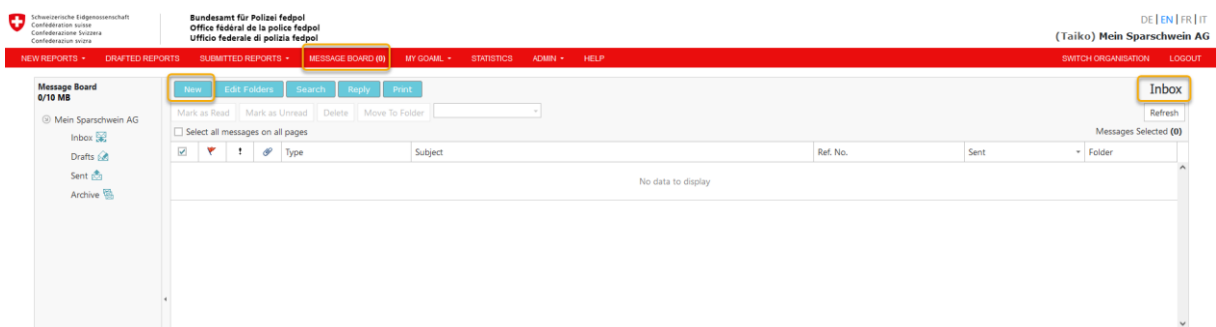 Schweizerische Eidgenossenschaft
Confédération suisse
Confederazione Svizzera
Confederaziun svizra
Bundesamt für Polizei fedpol
Office fédéral de la police fedpol
Ufficio federale di polizia fedpol
DE | EN | FR | IT
(Taiko) Mein Sparschwein AG
NEW REPORTS DRAFTED REPORTS SUBMITTED REPORTS MESSAGE BOARD (0) MY GOAML STATISTICS ADMIN HELP SWITCH ORGANISATION LOGOUT
Message Board
0/10 MB
Mein Sparschwein AG
Inbox
Drafts
Sent
Archive
New Edit Folders Search Reply Print Inbox
Mark as Read Mark as Unread Delete Move To Folder Refresh
Select all messages on all pages Messages Selected (0)
! Type Subject Ref. No. Sent Folder
No data to display